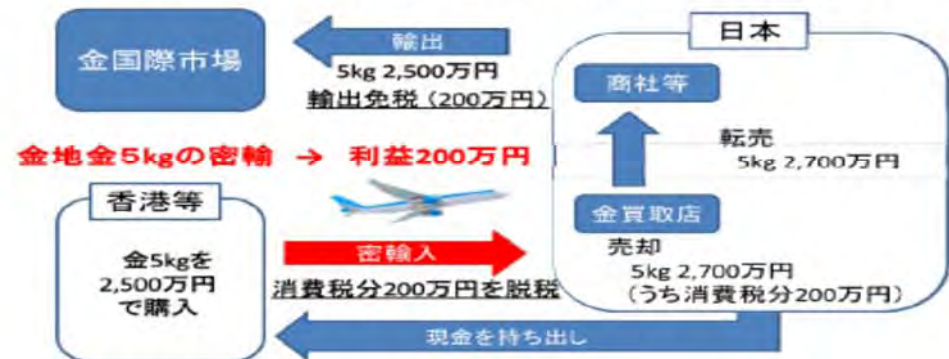 金国際市場
輸出
5kg 2,500万円
輸出免税 (200万円)
日本
商社等
転売
5kg 2,700万円
金地金5kgの密輸 → 利益200万円
香港等
金5kgを
2,500万円
で購入
密輸入
消費税分200万円を脱税
金買取店
売却
5kg 2,700万円
(うち消費税分200万円)
現金を持ち出し